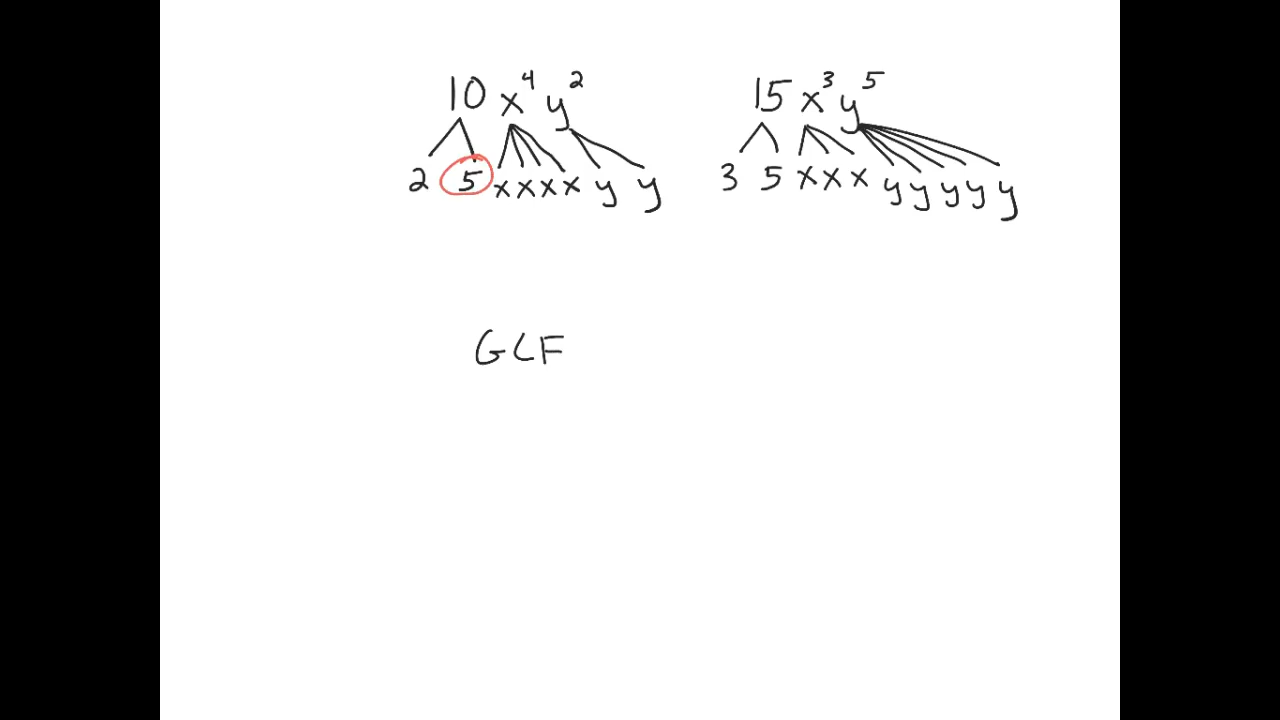 10x⁴y² 15x³y⁵
2 5 x x x x y y 3 5 x x x y y y y y
GCF